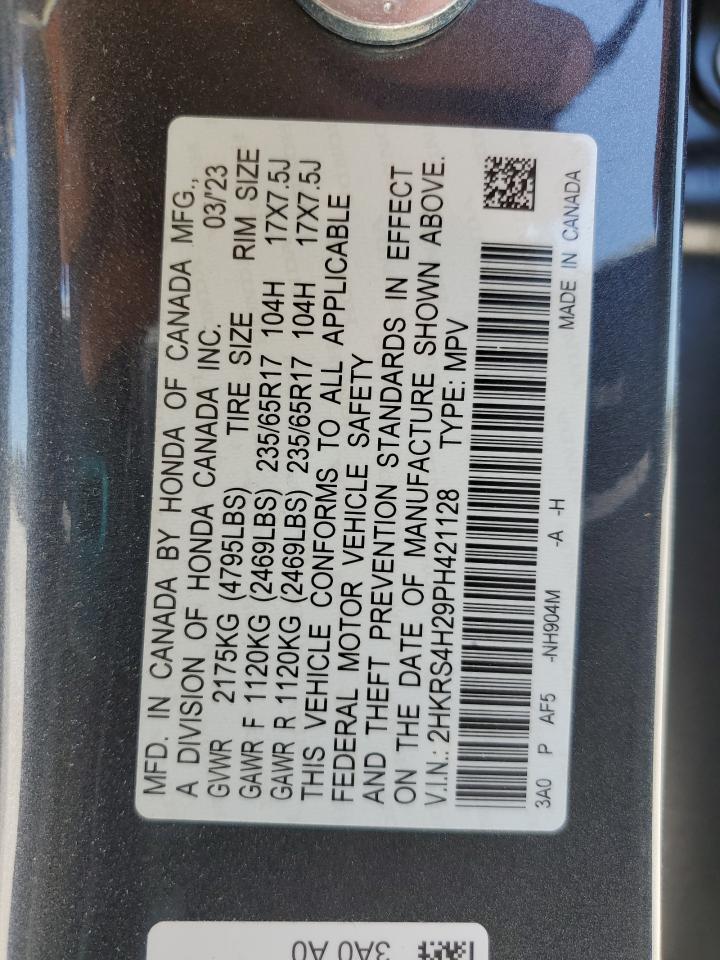 MFD. IN CANADA BY HONDA OF CANADA MFG.,
A DIVISION OF HONDA CANADA INC. 03/'23
GVWR 2175KG (4795LBS) TIRE SIZE RIM SIZE
GAWR F 1120KG (2469LBS) 235/65R17 104H 17X7.5J
GAWR R 1120KG (2469LBS) 235/65R17 104H 17X7.5J
THIS VEHICLE CONFORMS TO ALL APPLICABLE
FEDERAL MOTOR VEHICLE SAFETY
AND THEFT PREVENTION STANDARDS IN EFFECT
ON THE DATE OF MANUFACTURE SHOWN ABOVE.
V.I.N.: 2HKRS4H29PH421128 TYPE: MPV
3A0 P AF5 -NH904M -A -H MADE IN CANADA
3A0 A0